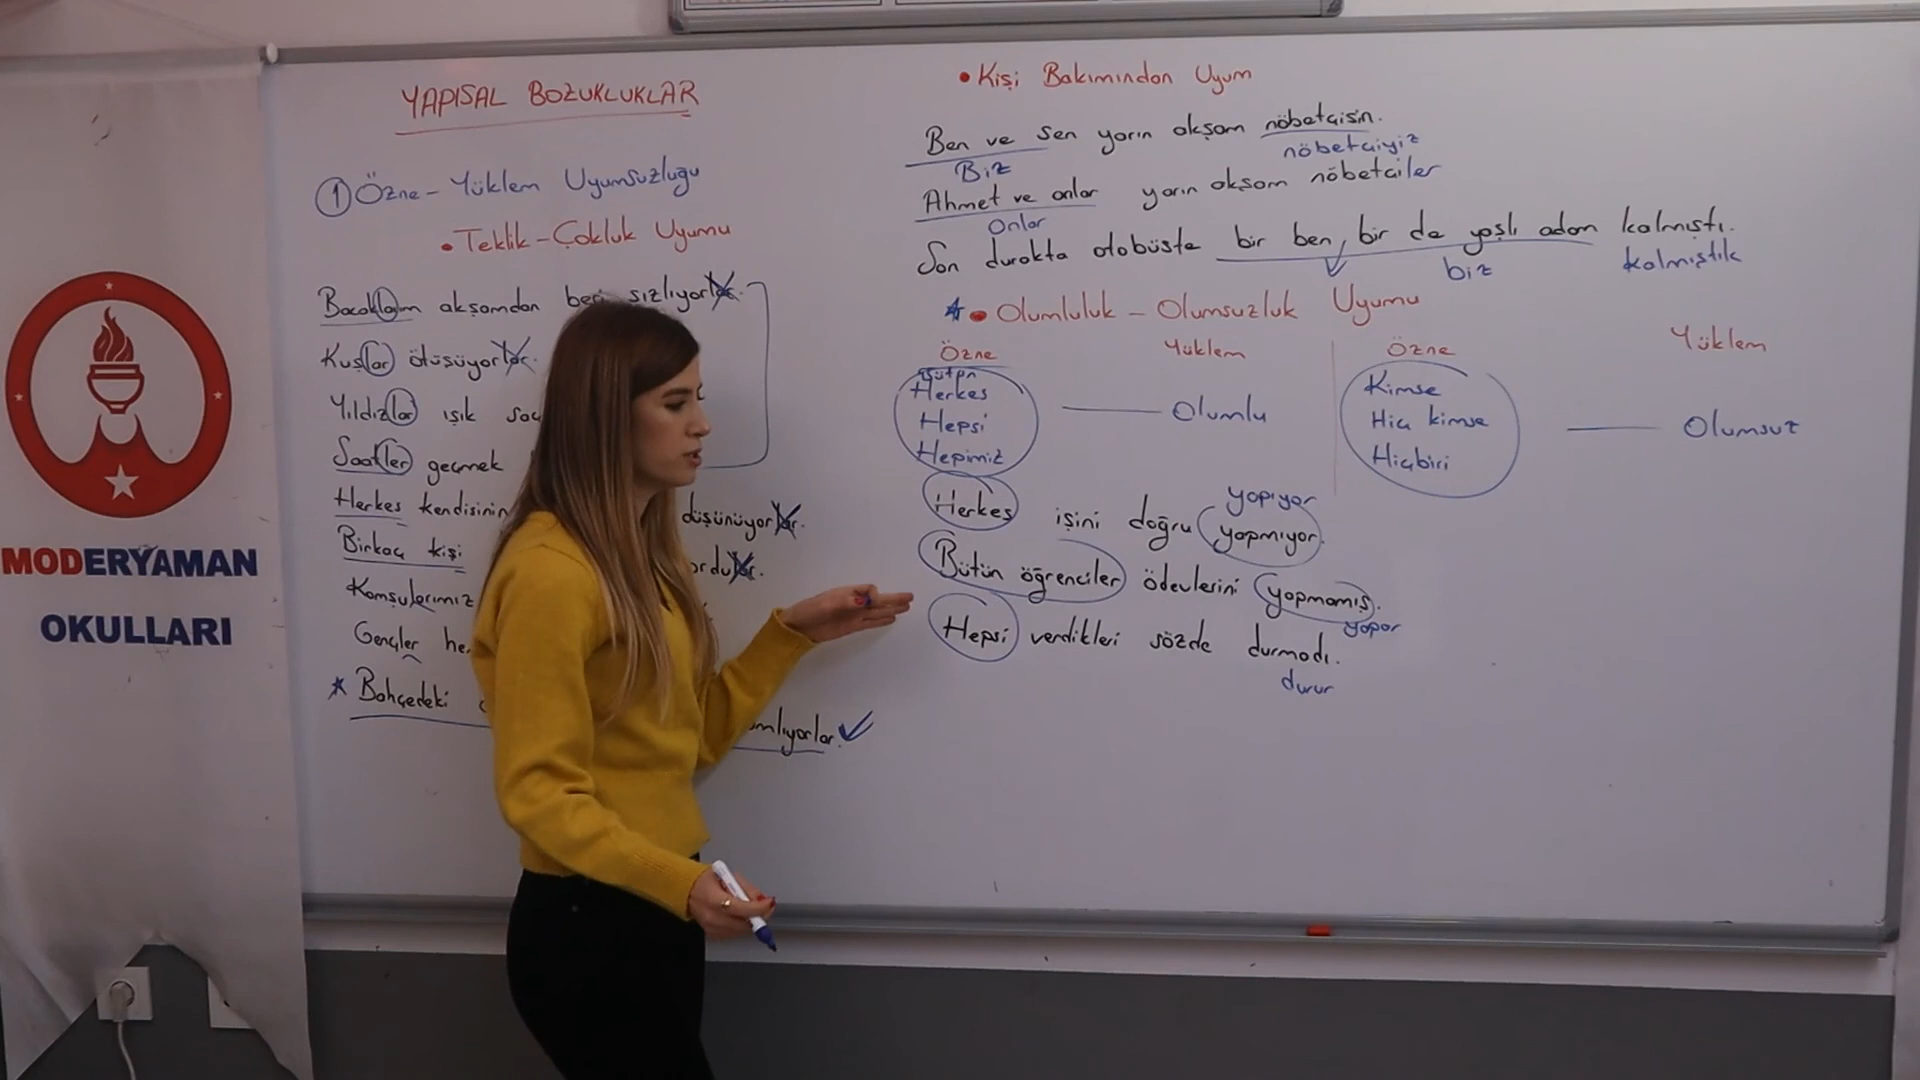 MODERYAMAN
OKULLARI
YAPISAL BOZUKLUKLAR
① Özne - Yüklem Uyumsuzluğu
• Teklik - Çokluk Uyumu
Bacaklarım akşamdan beri sızlıyorlar.
Kuşlar ötüşüyorlar.
Yıldızlar ışık
Saatler geçmek
Herkes kendisinin düşünüyorlar.
Birkaç kişi
Komşularımız
Gençler
Bahçedeki
• Kişi Bakımından Uyum
Ben ve sen yarın akşam nöbetçisin.
Biz nöbetçiyiz
Ahmet ve onlar yarın akşam nöbetçiler
Onlar
Son durakta otobüste bir ben, bir de yaşlı adam kalmıştı.
biz kalmıştık
• Olumluluk - Olumsuzluk Uyumu
Özne Yüklem Özne Yüklem
Bütün
Herkes
Hepsi
Hepimiz
Olumlu
Kimse
Hiç kimse
Hiçbiri
Olumsuz
yapıyor
Herkes işini doğru yapmıyor.
Bütün öğrenciler ödevlerini yapmamış.
yapar
Hepsi verdikleri sözde durmadı.
durur